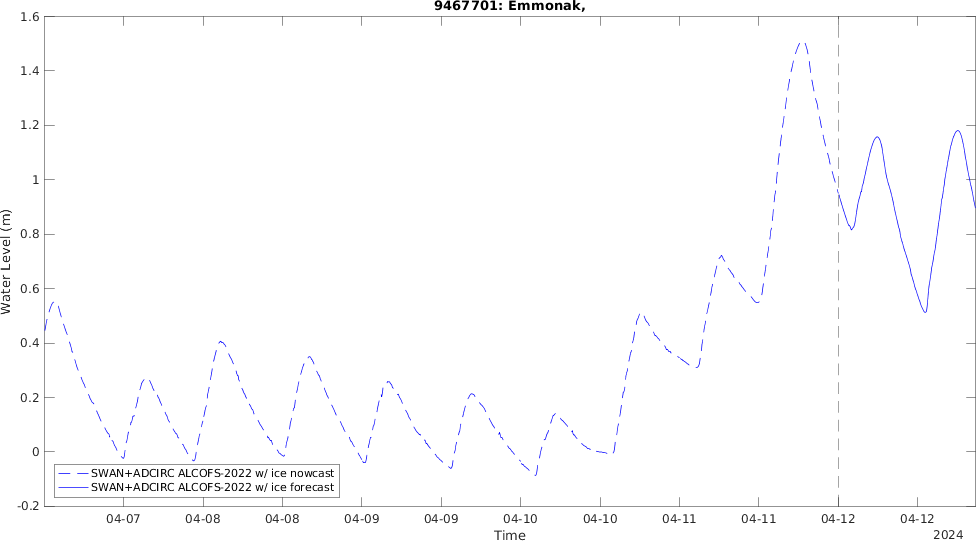 9467701: Emmonak,
1.6
1.4
1.2
1
0.8
0.6
0.4
0.2
0
-0.2
Water Level (m)
SWAN+ADCIRC ALCOFS-2022 w/ ice nowcast
SWAN+ADCIRC ALCOFS-2022 w/ ice forecast
04-07 04-08 04-08 04-09 04-09 04-10 04-10 04-11 04-11 04-12 04-12
Time
2024